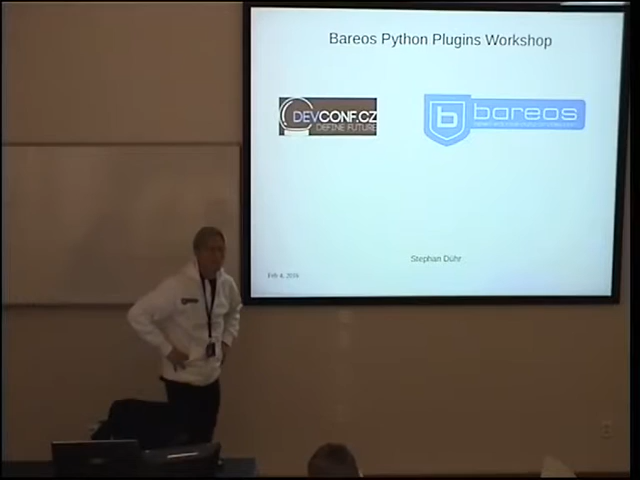 Bareos Python Plugins Workshop
DEVCONF.CZ
DEFINE FUTURE
b
bareos
Stephan Dühr
Feb 4, 2016